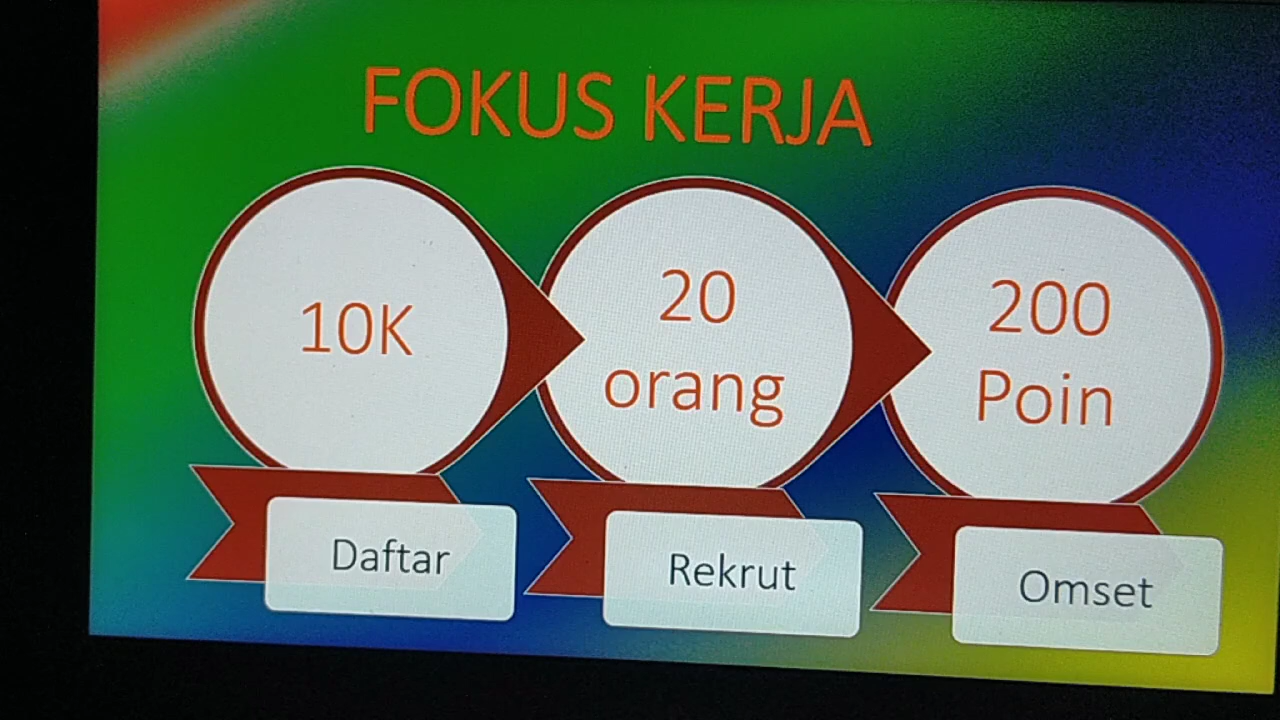 FOKUS KERJA
10K
20
orang
200
Poin
Daftar
Rekrut
Omset